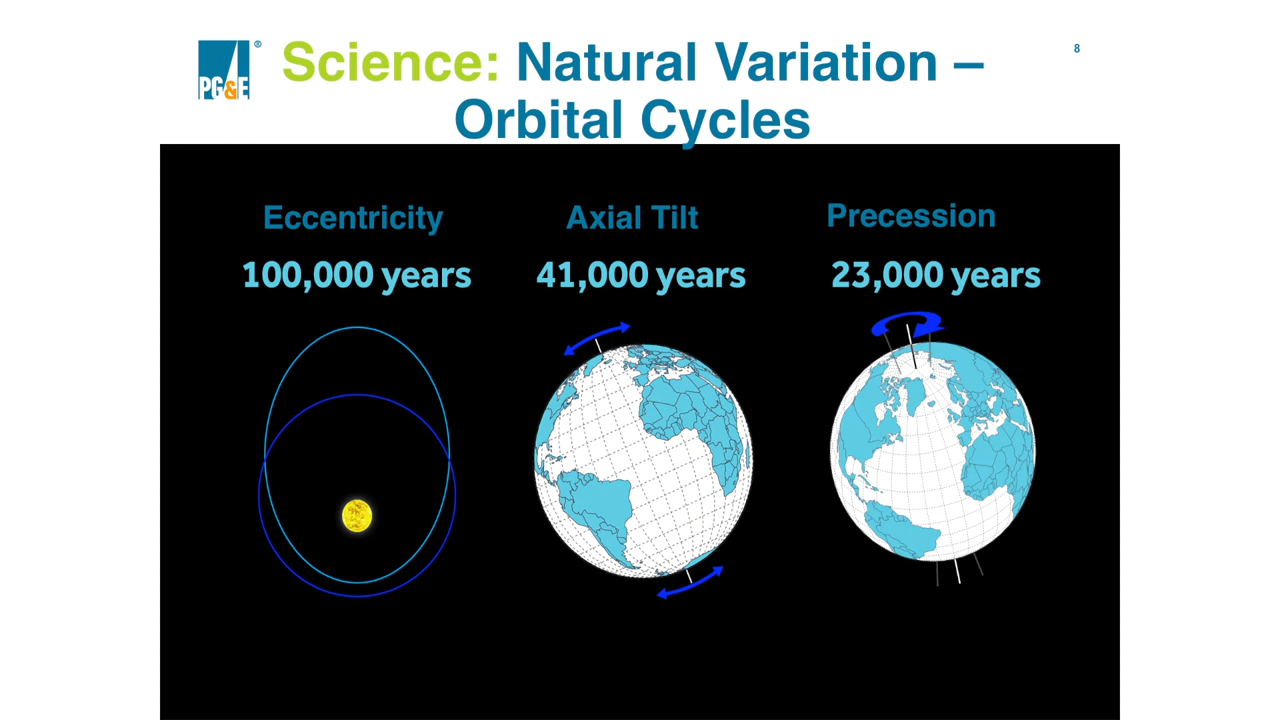 PG&E®
Science: Natural Variation –
8
Orbital Cycles
Eccentricity
Axial Tilt
Precession
100,000 years
41,000 years
23,000 years